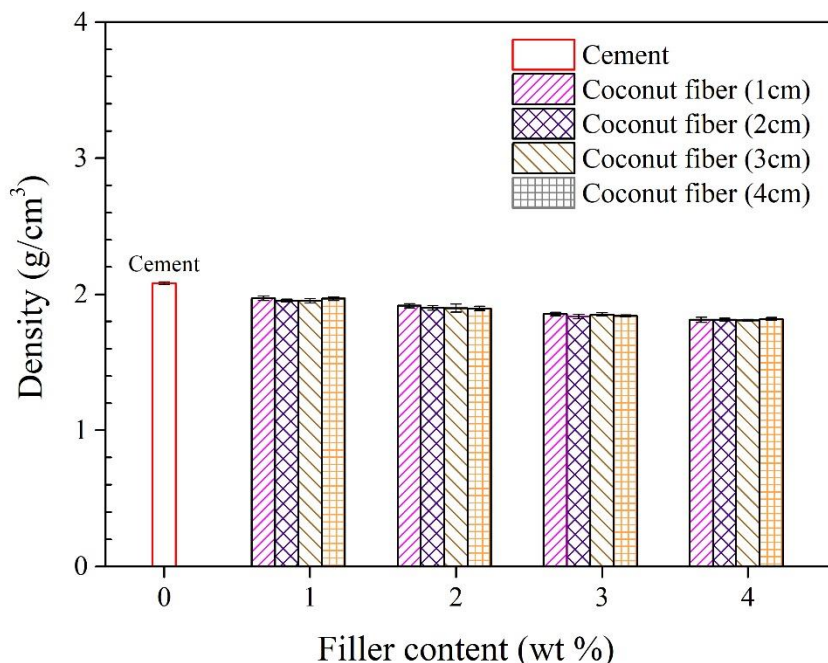 4
3
2
1
0
Density (g/cm³)
Cement
Coconut fiber (1cm)
Coconut fiber (2cm)
Coconut fiber (3cm)
Coconut fiber (4cm)
Cement
0 1 2 3 4
Filler content (wt %)